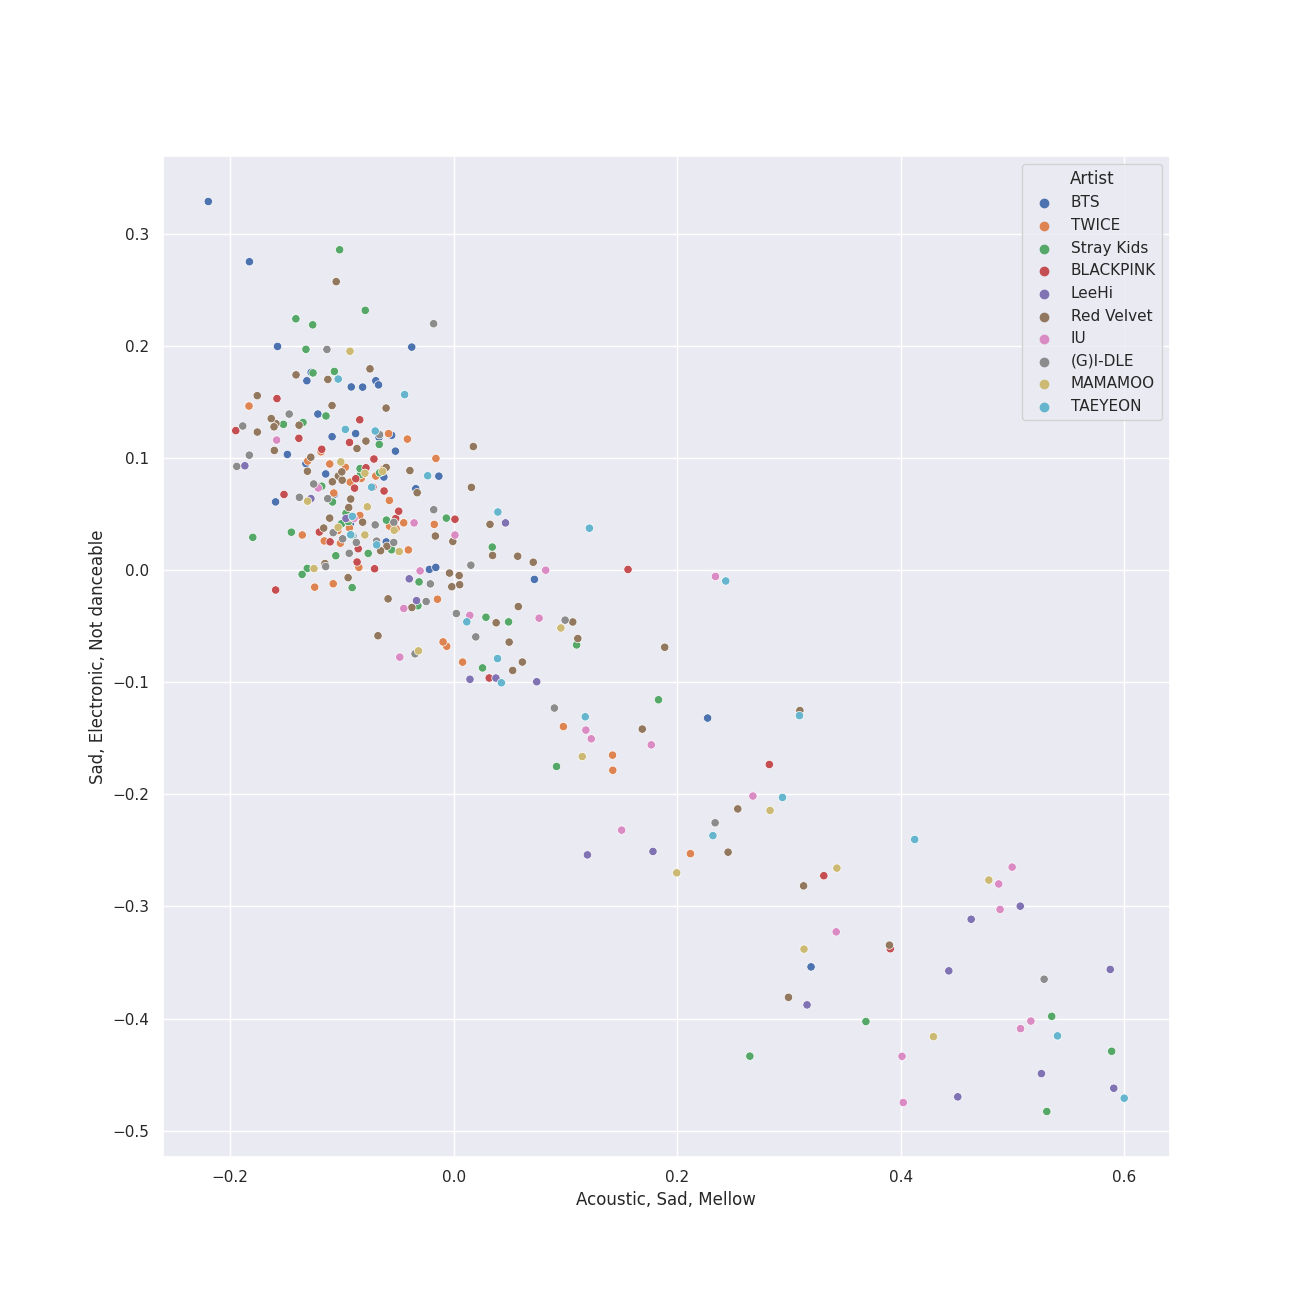 Artist
BTS
TWICE
Stray Kids
BLACKPINK
LeeHi
Red Velvet
IU
(G)I-DLE
MAMAMOO
TAEYEON
0.3
0.2
0.1
0.0
−0.1
−0.2
−0.3
−0.4
−0.5
Sad, Electronic, Not danceable
−0.2
0.0
0.2
0.4
0.6
Acoustic, Sad, Mellow